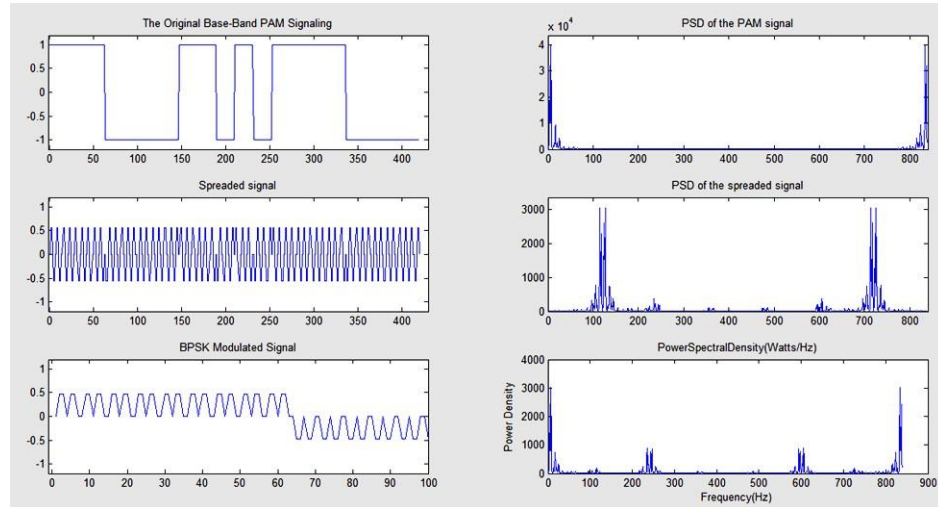 The Original Base-Band PAM Signaling
1
0.5
0
-0.5
-1
0 50 100 150 200 250 300 350 400
PSD of the PAM signal
x 10⁴
4
3
2
1
0
0 100 200 300 400 500 600 700 800
Spreaded signal
1
0.5
0
-0.5
-1
0 50 100 150 200 250 300 350 400
PSD of the spreaded signal
3000
2000
1000
0
0 100 200 300 400 500 600 700 800
BPSK Modulated Signal
1
0.5
0
-0.5
-1
0 10 20 30 40 50 60 70 80 90 100
PowerSpectralDensity(Watts/Hz)
Power Density
4000
3000
2000
1000
0
0 100 200 300 400 500 600 700 800 900
Frequency(Hz)